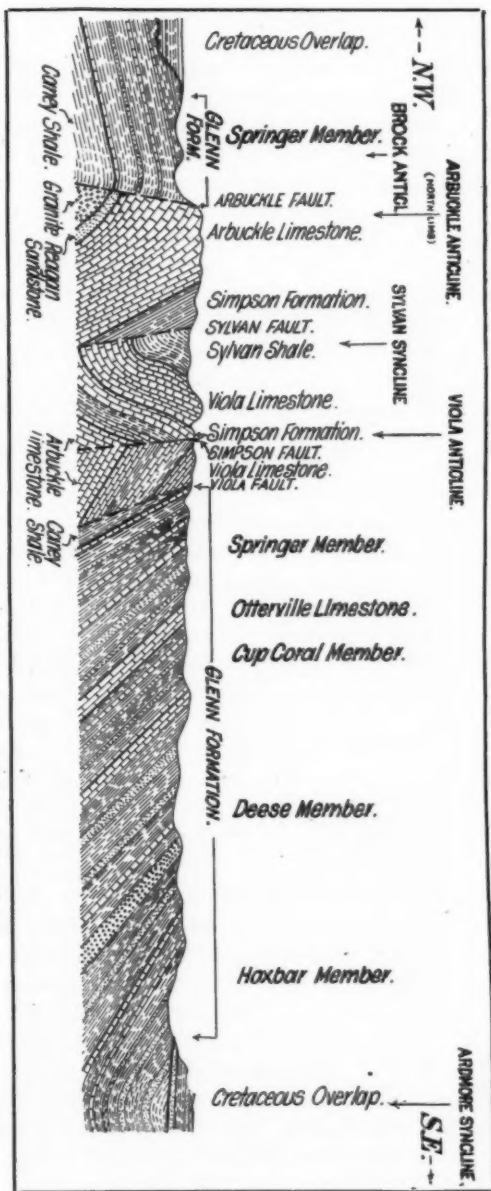 N.W.
BROCK ANTICL.
ARBUCKLE ANTICLINE.
(NORTH LIMB)
SYLVAN SYNCLINE
VIOLA ANTICLINE.
ARDMORE SYNCLINE,
S.E.
Cretaceous Overlap.
Springer Member.
GLENN FORM.
ARBUCKLE FAULT.
Arbuckle Limestone.
Simpson Formation.
SYLVAN FAULT.
Sylvan Shale.
Viola Limestone.
Simpson Formation.
SIMPSON FAULT.
Viola Limestone.
VIOLA FAULT.
Springer Member.
Otterville Limestone.
Cup Coral Member.
GLENN FORMATION.
Deese Member.
Hoxbar Member.
Cretaceous Overlap.
Caney Shale.
Granite
Reagan Sandstone.
Arbuckle limestone.
Caney Shale.